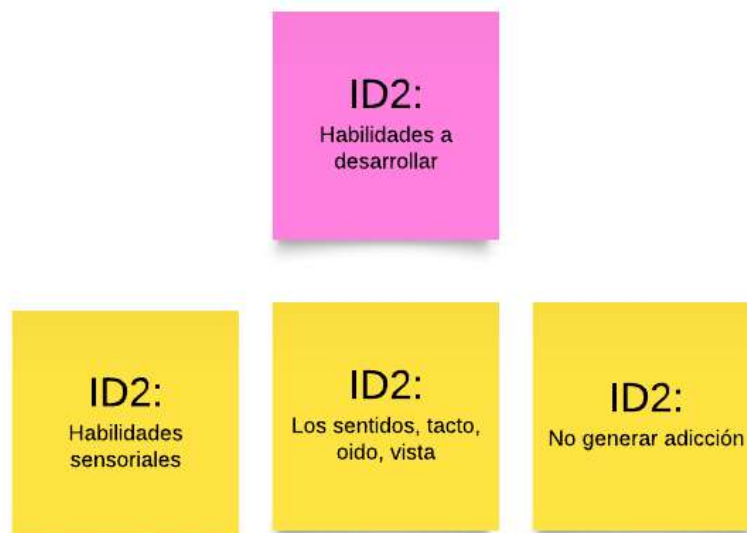 ID2:
Habilidades a
desarrollar
ID2:
Habilidades
sensoriales
ID2:
Los sentidos, tacto,
oido, vista
ID2:
No generar adicción